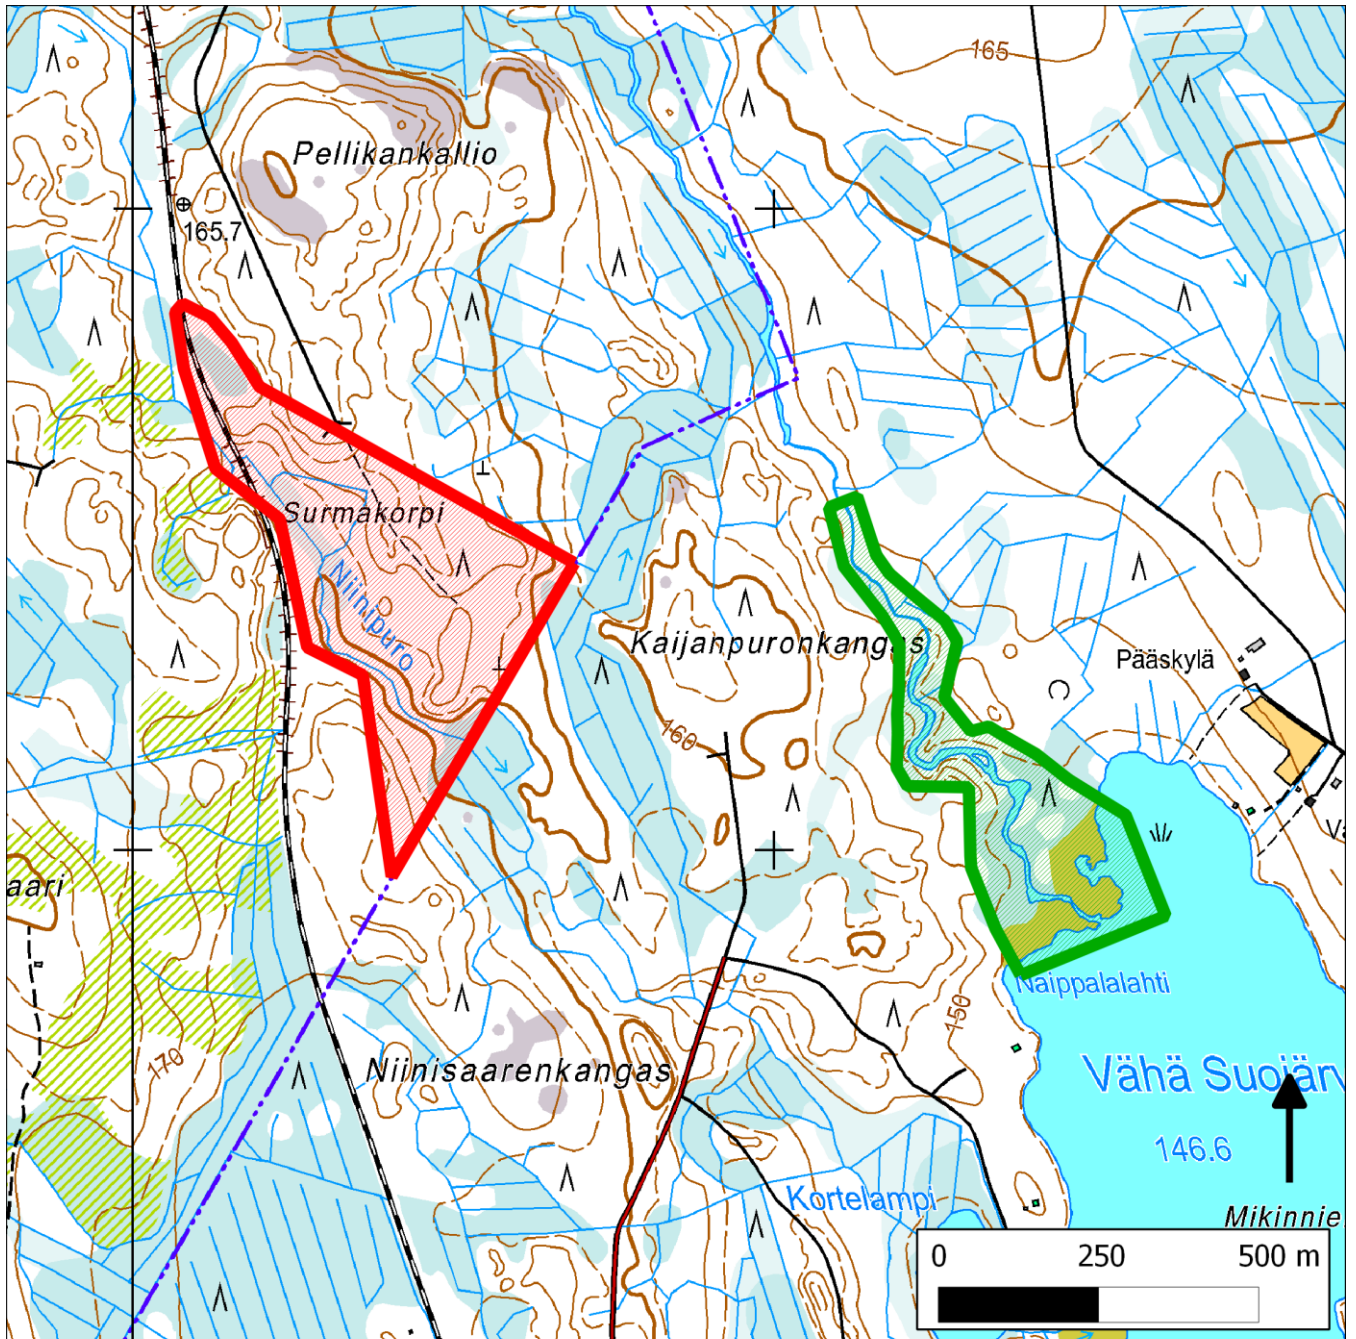 165
Pellikankallio
165.7
Surmakorpi
Niinipuro
Kaijanpuronkangas
Pääskylä
160
Va
aari
Naippalalahti
150
170
Niinisaarenkangas
Vähä Suojärv
146.6
Kortelampi
Mikinnie
0 250 500 m